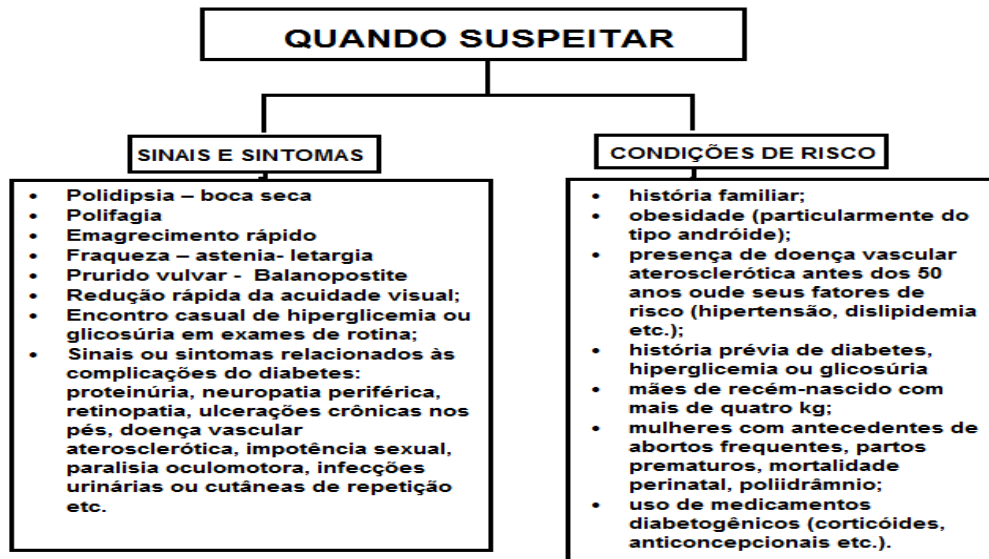 QUANDO SUSPEITAR
SINAIS E SINTOMAS
• Polidipsia – boca seca
• Polifagia
• Emagrecimento rápido
• Fraqueza – astenia- letargia
• Prurido vulvar - Balanopostite
• Redução rápida da acuidade visual;
• Encontro casual de hiperglicemia ou
glicosúria em exames de rotina;
• Sinais ou sintomas relacionados às
complicações do diabetes:
proteinúria, neuropatia periférica,
retinopatia, ulcerações crônicas nos
pés, doença vascular
aterosclerótica, impotência sexual,
paralisia oculomotora, infecções
urinárias ou cutâneas de repetição
etc.
CONDIÇÕES DE RISCO
• história familiar;
• obesidade (particularmente do
tipo andróide);
• presença de doença vascular
aterosclerótica antes dos 50
anos oude seus fatores de
risco (hipertensão, dislipidemia
etc.);
• história prévia de diabetes,
hiperglicemia ou glicosúria
• mães de recém-nascido com
mais de quatro kg;
• mulheres com antecedentes de
abortos frequentes, partos
prematuros, mortalidade
perinatal, poliidrâmnio;
• uso de medicamentos
diabetogênicos (corticóides,
anticoncepcionais etc.).